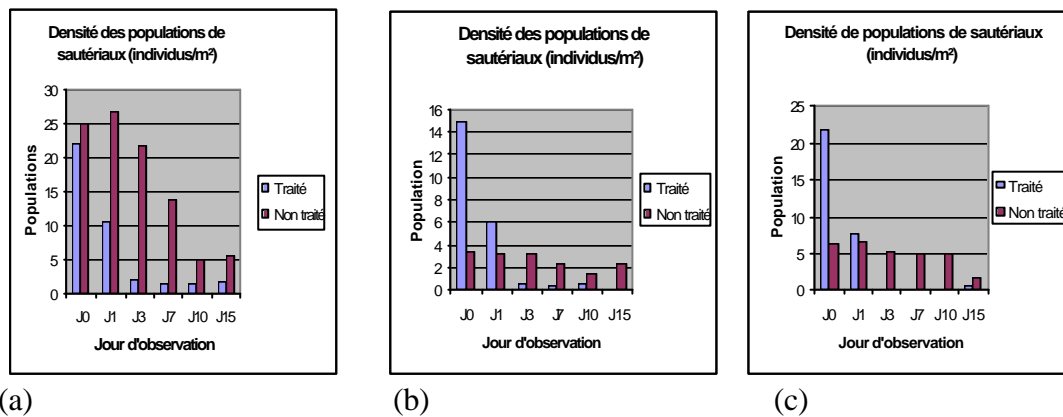 Densité des populations de
sautériaux (individus/m²)
Populations
30
25
20
15
10
5
0
J0 J1 J3 J7 J10 J15
Jour d'observation
Traité
Non traité
(a)
Densité des populations de
sautériaux (individus/m²)
Population
16
14
12
10
8
6
4
2
0
J0 J1 J3 J7 J10 J15
Jour d'observation
Traité
Non traité
(b)
Densité de populations de sautériaux
(individus/m²)
Population
25
20
15
10
5
0
J0 J1 J3 J7 J10 J15
Jour d'observation
Traité
Non traité
(c)